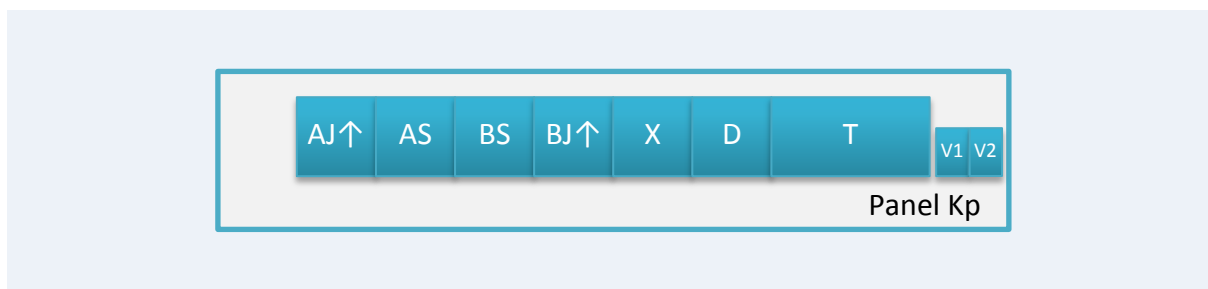 AJ↑ AS BS BJ↑ X D T V1 V2
Panel Kp